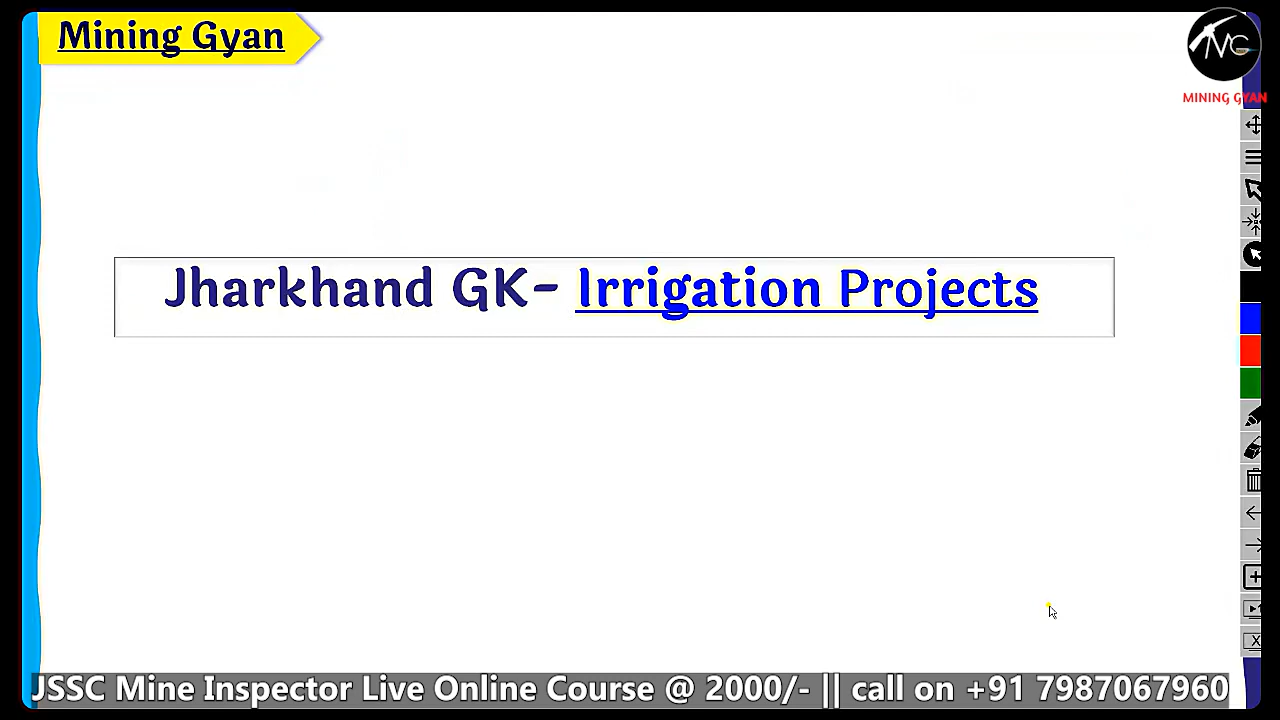 Mining Gyan
MG
MINING GYAN
Jharkhand GK- Irrigation Projects
JSSC Mine Inspector Live Online Course @ 2000/- || call on +91 7987067960